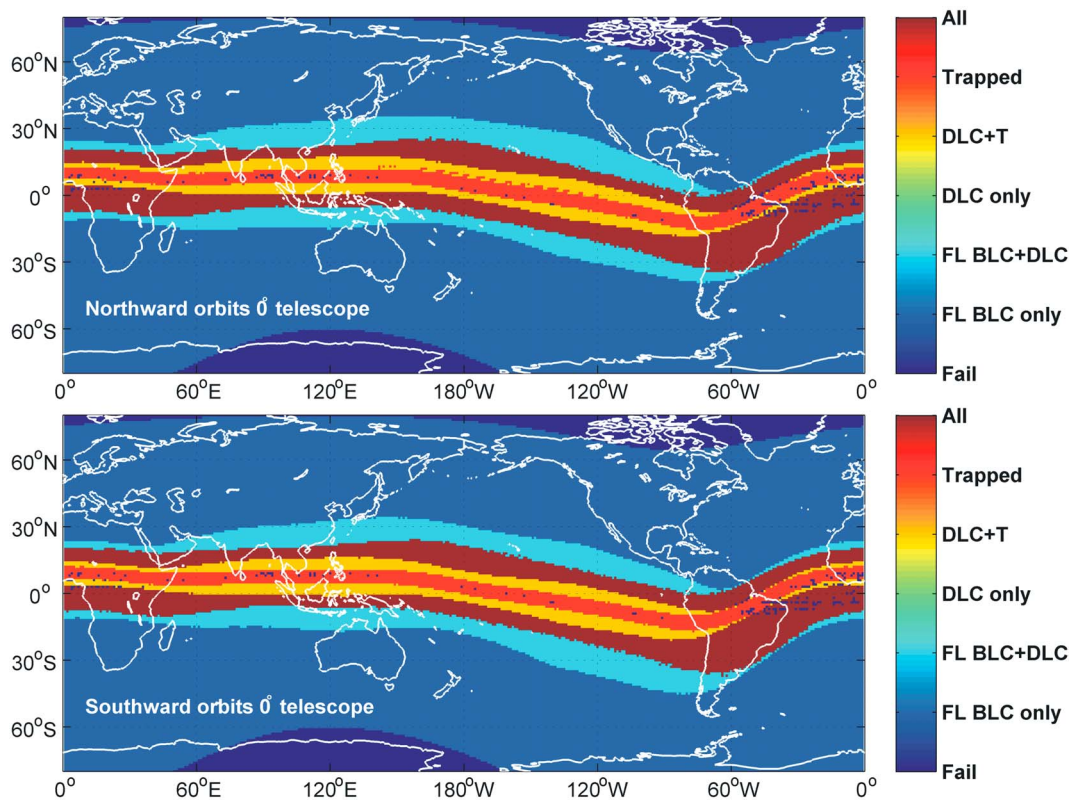 All
60°N
Trapped
30°N
DLC+T
0°
DLC only
30°S
FL BLC+DLC
Northward orbits 0° telescope
FL BLC only
60°S
Fail
0° 60°E 120°E 180°W 120°W 60°W 0°
All
60°N
Trapped
30°N
DLC+T
0°
DLC only
30°S
FL BLC+DLC
Southward orbits 0° telescope
FL BLC only
60°S
Fail
0° 60°E 120°E 180°W 120°W 60°W 0°